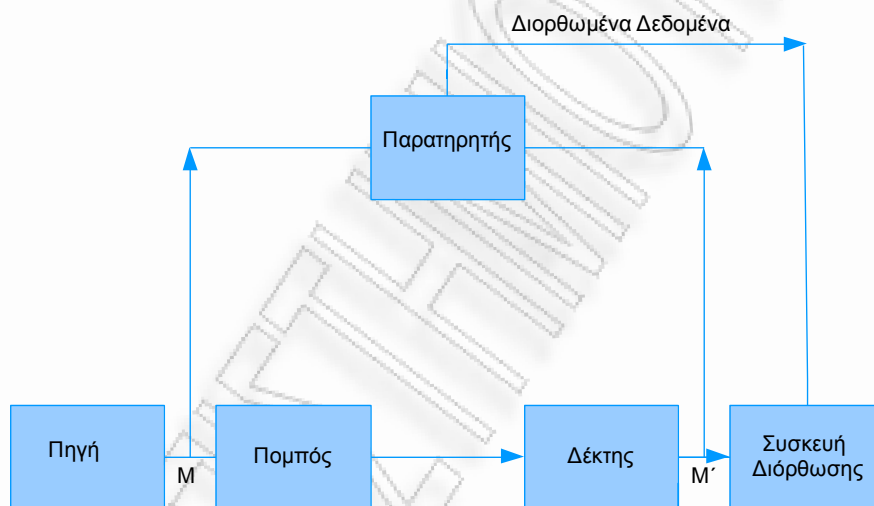 Διορθωμένα Δεδομένα
Παρατηρητής
Πηγή
Μ
Πομπός
Δέκτης
Μ΄
Συσκευή
Διόρθωσης